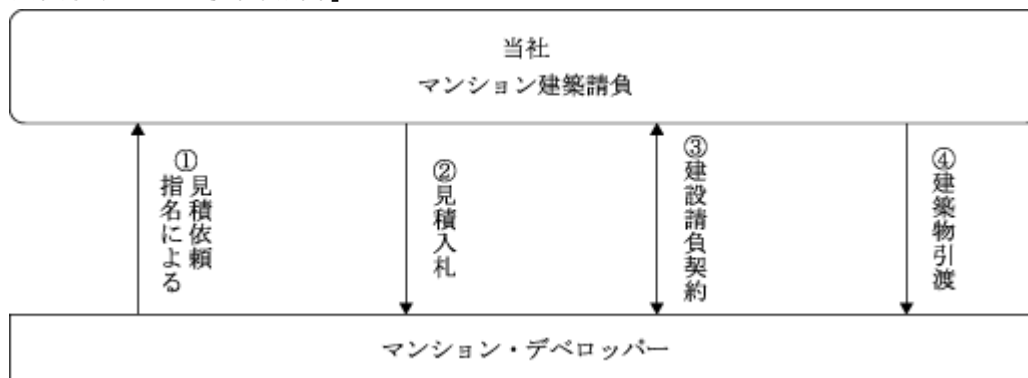 当社
マンション建築請負
①
指名による
見積依頼
②見積入札
③建設請負契約
④建築物引渡
マンション・デベロッパー